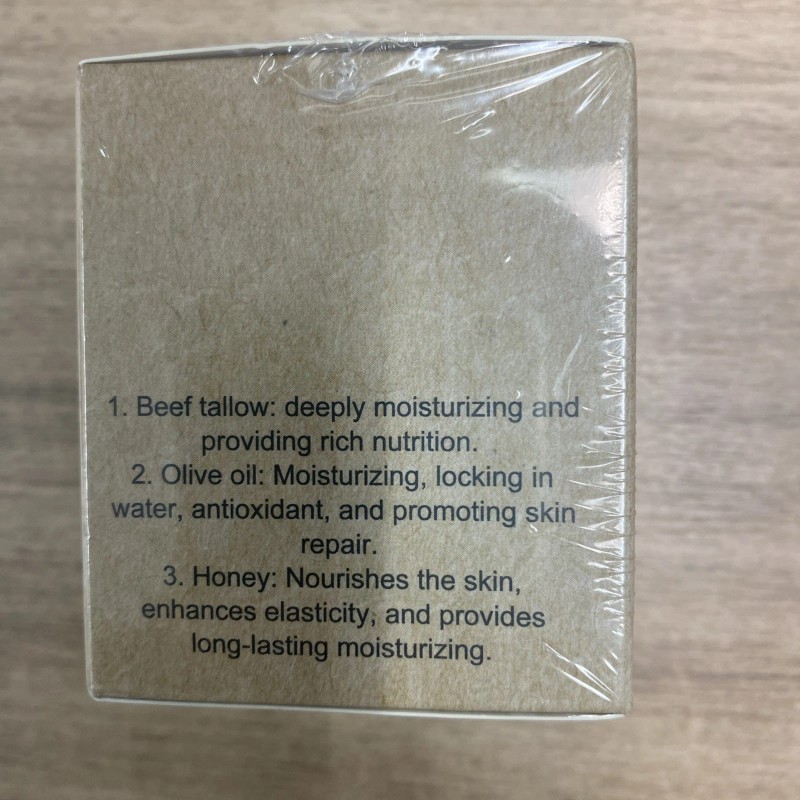 1. Beef tallow: deeply moisturizing and
providing rich nutrition.
2. Olive oil: Moisturizing, locking in
water, antioxidant, and promoting skin
repair.
3. Honey: Nourishes the skin,
enhances elasticity, and provides
long-lasting moisturizing.